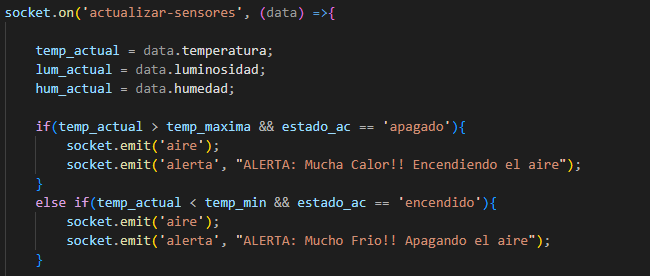 socket.on('actualizar-sensores', (data) =>{
temp_actual = data.temperatura;
lum_actual = data.luminosidad;
hum_actual = data.humedad;
if(temp_actual > temp_maxima && estado_ac == 'apagado'){
socket.emit('aire');
socket.emit('alerta', "ALERTA: Mucha Calor!! Encendiendo el aire");
}
else if(temp_actual < temp_min && estado_ac == 'encendido'){
socket.emit('aire');
socket.emit('alerta', "ALERTA: Mucho Frio!! Apagando el aire");
}